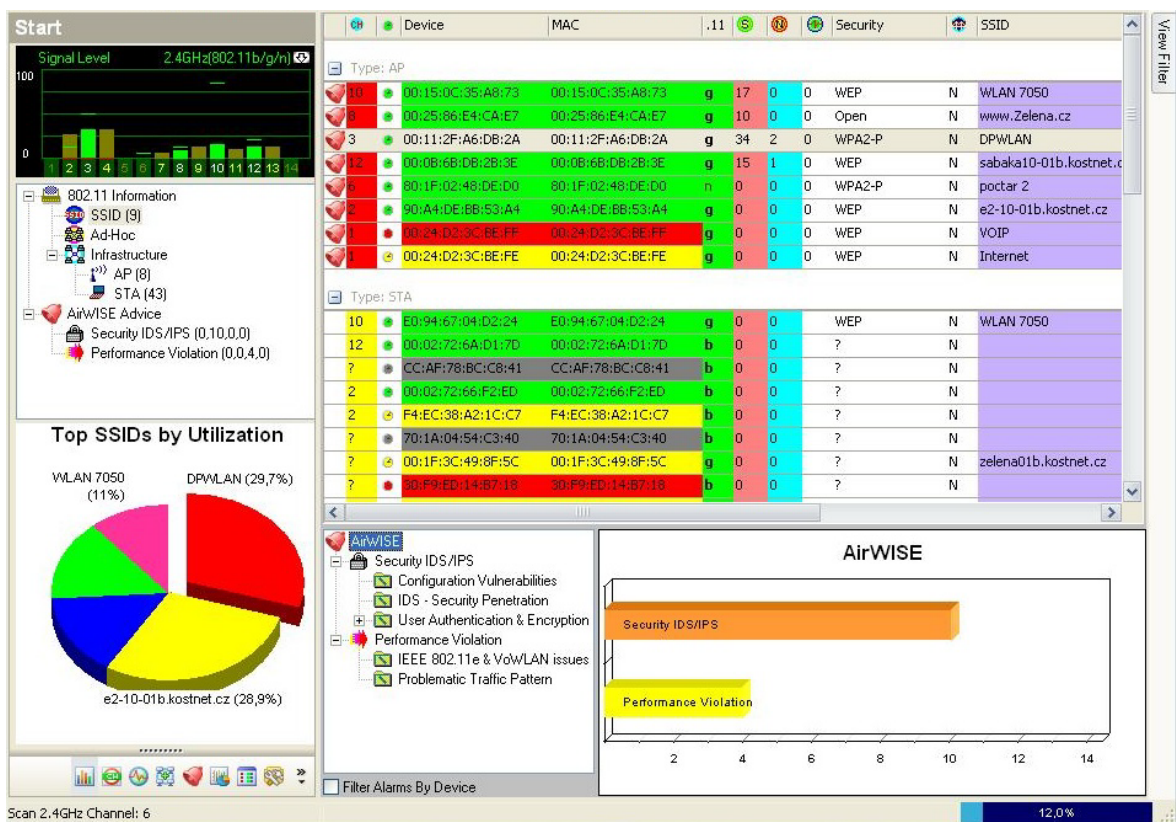 Start
Signal Level 2.4GHz(802.11b/g/n)
100
0
1 2 3 4 5 6 7 8 9 10 11 12 13 14
802.11 Information
SSID (9)
Ad-Hoc
Infrastructure
AP (8)
STA (43)
AirWISE Advice
Security IDS/IPS (0,10,0,0)
Performance Violation (0,0,4,0)
Top SSIDs by Utilization
WLAN 7050
(11%)
DPWLAN (29,7%)
e2-10-01b.kostnet.cz (28,9%)
Scan 2.4GHz Channel: 6
CH Device MAC .11 S N Security SSID
Type: AP
10 00:15:0C:35:A8:73 00:15:0C:35:A8:73 g 17 0 0 WEP N WLAN 7050
8 00:25:86:E4:CA:E7 00:25:86:E4:CA:E7 g 10 0 0 Open N www.Zelena.cz
3 00:11:2F:A6:DB:2A 00:11:2F:A6:DB:2A g 34 2 0 WPA2-P N DPWLAN
12 00:0B:6B:DB:2B:3E 00:0B:6B:DB:2B:3E g 15 1 0 WEP N sabaka10-01b.kostnet.c
6 80:1F:02:48:DE:D0 80:1F:02:48:DE:D0 n 0 0 0 WPA2-P N poctar 2
2 90:A4:DE:BB:53:A4 90:A4:DE:BB:53:A4 g 0 0 0 WEP N e2-10-01b.kostnet.cz
1 00:24:D2:3C:BE:FF 00:24:D2:3C:BE:FF g 0 0 0 WEP N VOIP
1 00:24:D2:3C:BE:FE 00:24:D2:3C:BE:FE g 0 0 0 WEP N Internet
Type: STA
10 E0:94:67:04:D2:24 E0:94:67:04:D2:24 g 0 0 WEP N WLAN 7050
12 00:02:72:6A:D1:7D 00:02:72:6A:D1:7D b 0 0 ? N
? CC:AF:78:BC:C8:41 CC:AF:78:BC:C8:41 b 0 0 ? N
2 00:02:72:66:F2:ED 00:02:72:66:F2:ED b 0 0 ? N
2 F4:EC:38:A2:1C:C7 F4:EC:38:A2:1C:C7 b 0 0 ? N
? 70:1A:04:54:C3:40 70:1A:04:54:C3:40 b 0 0 ? N
? 00:1F:3C:49:8F:5C 00:1F:3C:49:8F:5C g 0 0 ? N zelena01b.kostnet.cz
? 30:F9:ED:14:B7:18 30:F9:ED:14:B7:18 b 0 0 ? N
View Filter
AirWISE
Security IDS/IPS
Configuration Vulnerabilities
IDS - Security Penetration
User Authentication & Encryption
Performance Violation
IEEE 802.11e & VoWLAN issues
Problematic Traffic Pattern
Filter Alarms By Device
AirWISE
Security IDS/IPS
Performance Violation
2 4 6 8 10 12 14
12,0%